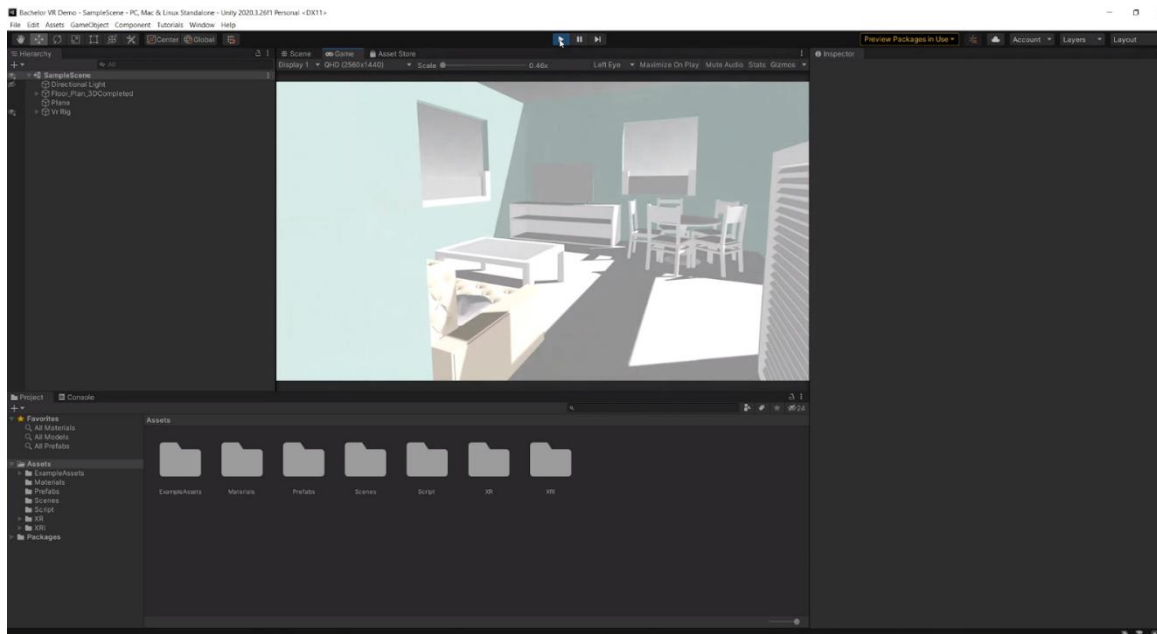 Bachelor VR Demo - SampleScene - PC, Mac & Linux Standalone - Unity 2020.3.26f1 Personal <DX11>
File Edit Assets GameObject Component Tutorials Window Help
Center Global Preview Packages in Use Account Layers Layout
Hierarchy Scene Game Asset Store Inspector
All Display 1 QHD (2560x1440) Scale 0.46x Left Eye Maximize On Play Mute Audio Stats Gizmos
SampleScene
Directional Light
Floor_Plan_3DCompleted
Plane
Vr Rig
Project Console
24
Favorites Assets
All Materials
All Models
All Prefabs
Assets
ExampleAssets
Materials
Prefabs ExampleAssets Materials Prefabs Scenes Script XR XRI
Scenes
Script
XR
XRI
Packages